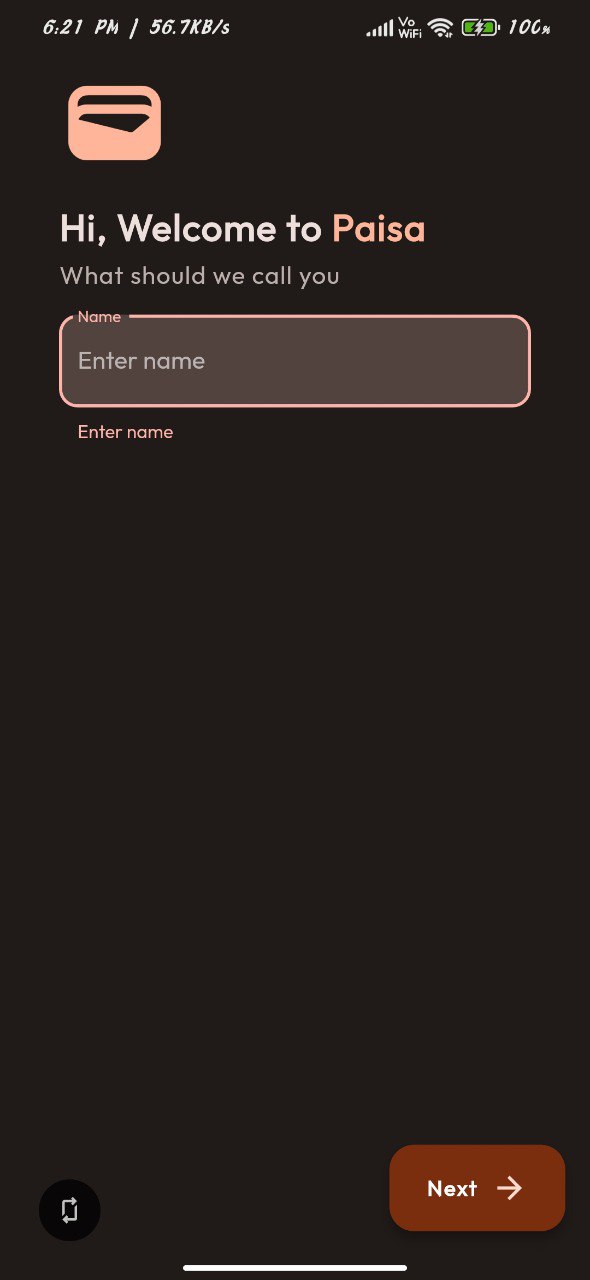 6:21 PM | 56.7KB/s Vo WiFi 100%
Hi, Welcome to Paisa
What should we call you
Name
Enter name
Enter name
Next